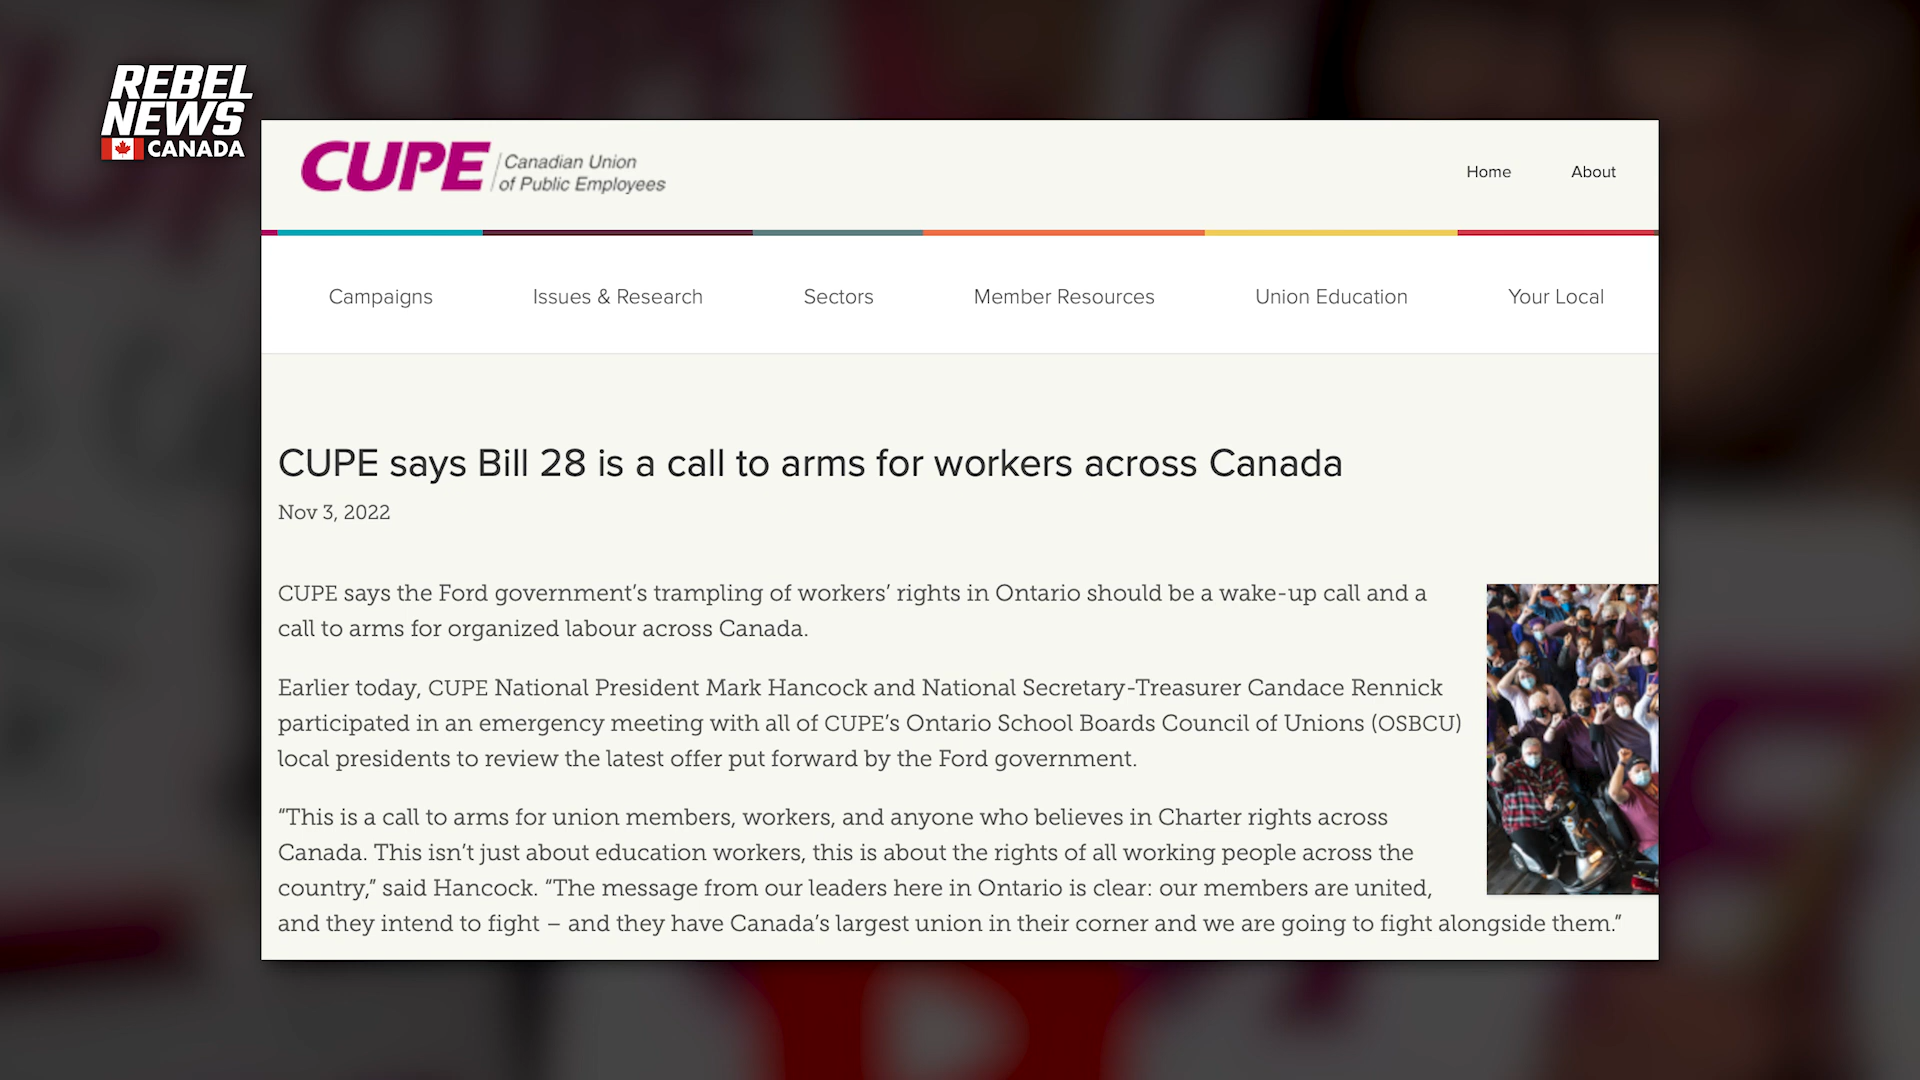 REBEL
NEWS
CANADA
CUPE
Canadian Union
of Public Employees
Home
About
Campaigns
Issues & Research
Sectors
Member Resources
Union Education
Your Local
CUPE says Bill 28 is a call to arms for workers across Canada
Nov 3, 2022
CUPE says the Ford government’s trampling of workers’ rights in Ontario should be a wake-up call and a
call to arms for organized labour across Canada.
Earlier today, CUPE National President Mark Hancock and National Secretary-Treasurer Candace Rennick
participated in an emergency meeting with all of CUPE’s Ontario School Boards Council of Unions (OSBCU)
local presidents to review the latest offer put forward by the Ford government.
“This is a call to arms for union members, workers, and anyone who believes in Charter rights across
Canada. This isn’t just about education workers, this is about the rights of all working people across the
country,” said Hancock. “The message from our leaders here in Ontario is clear: our members are united,
and they intend to fight – and they have Canada’s largest union in their corner and we are going to fight alongside them.”